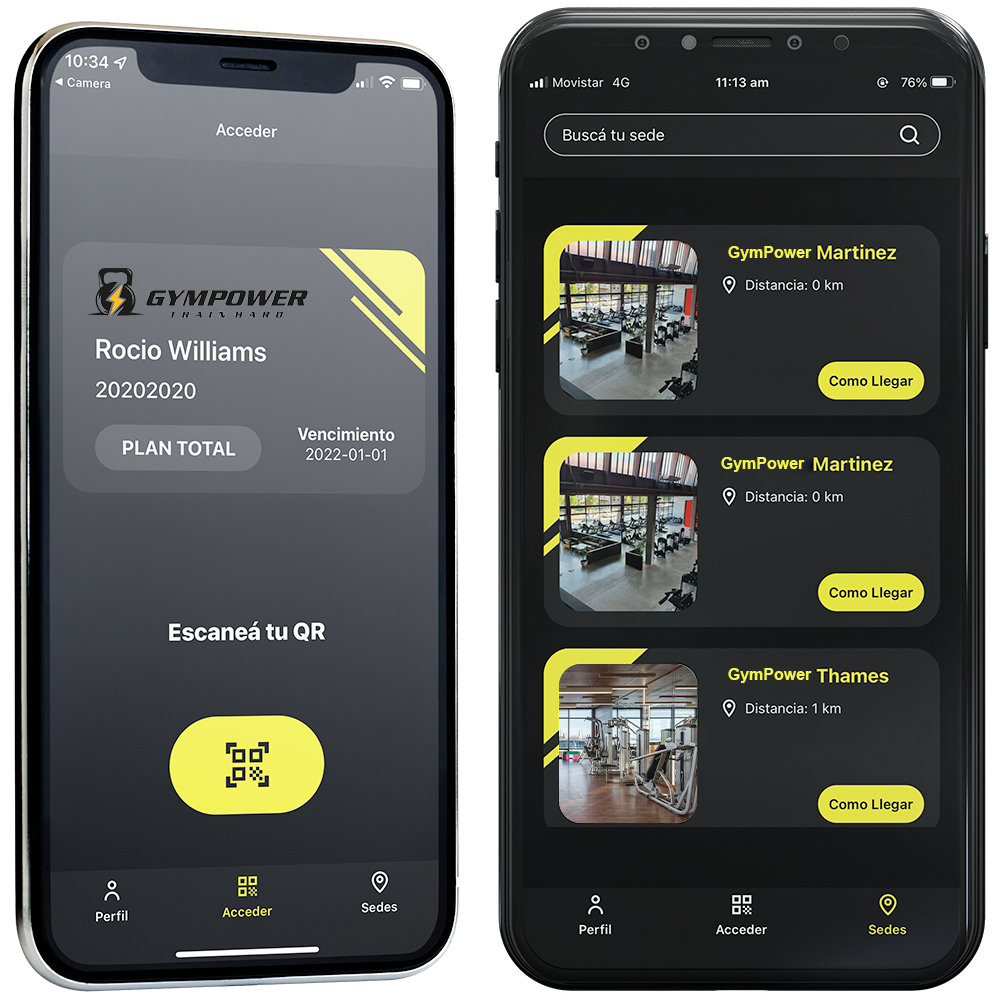 10:34
Camera
Acceder
GYMPOWER
TRAIN HARD
Rocio Williams
20202020
PLAN TOTAL
Vencimiento
2022-01-01
Escaneá tu QR
Perfil
Acceder
Sedes
Movistar 4G
11:13 am
76%
Buscá tu sede
GymPower Martinez
Distancia: 0 km
Como Llegar
GymPower Martinez
Distancia: 0 km
Como Llegar
GymPower Thames
Distancia: 1 km
Como Llegar
Perfil
Acceder
Sedes